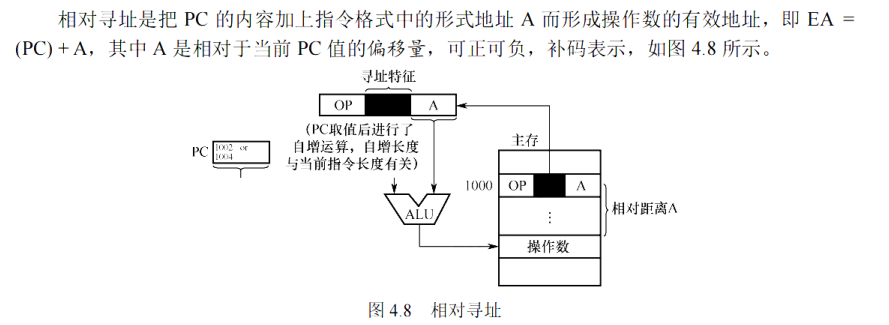 相对寻址是把 PC 的内容加上指令格式中的形式地址 A 而形成操作数的有效地址，即 EA =
(PC) + A，其中 A 是相对于当前 PC 值的偏移量，可正可负，补码表示，如图 4.8 所示。
寻址特征
OP A
(PC取值后进行了
自增运算，自增长度
与当前指令长度有关)
PC
1002 or
1004
ALU
主存
1000 OP A
⋮
相对距离A
操作数
图 4.8 相对寻址